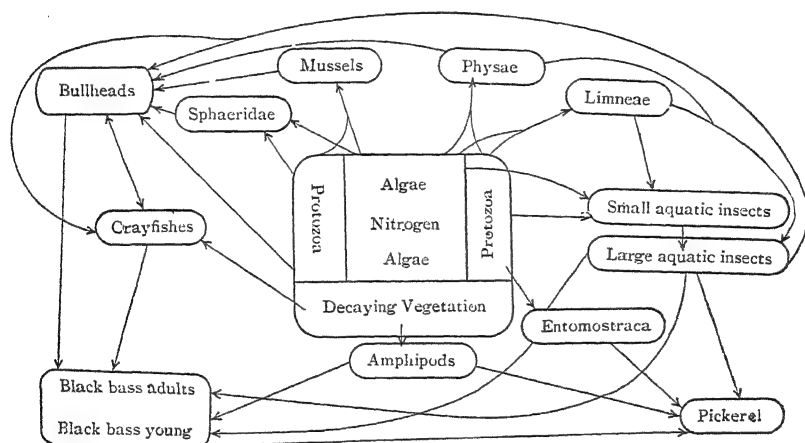 Mussels
Physae
Bullheads
Limneae
Sphaeridae
Protozoa
Algae
Nitrogen
Algae
Protozoa
Small aquatic insects
Crayfishes
Large aquatic insects
Decaying Vegetation
Entomostraca
Amphipods
Black bass adults
Black bass young
Pickerel